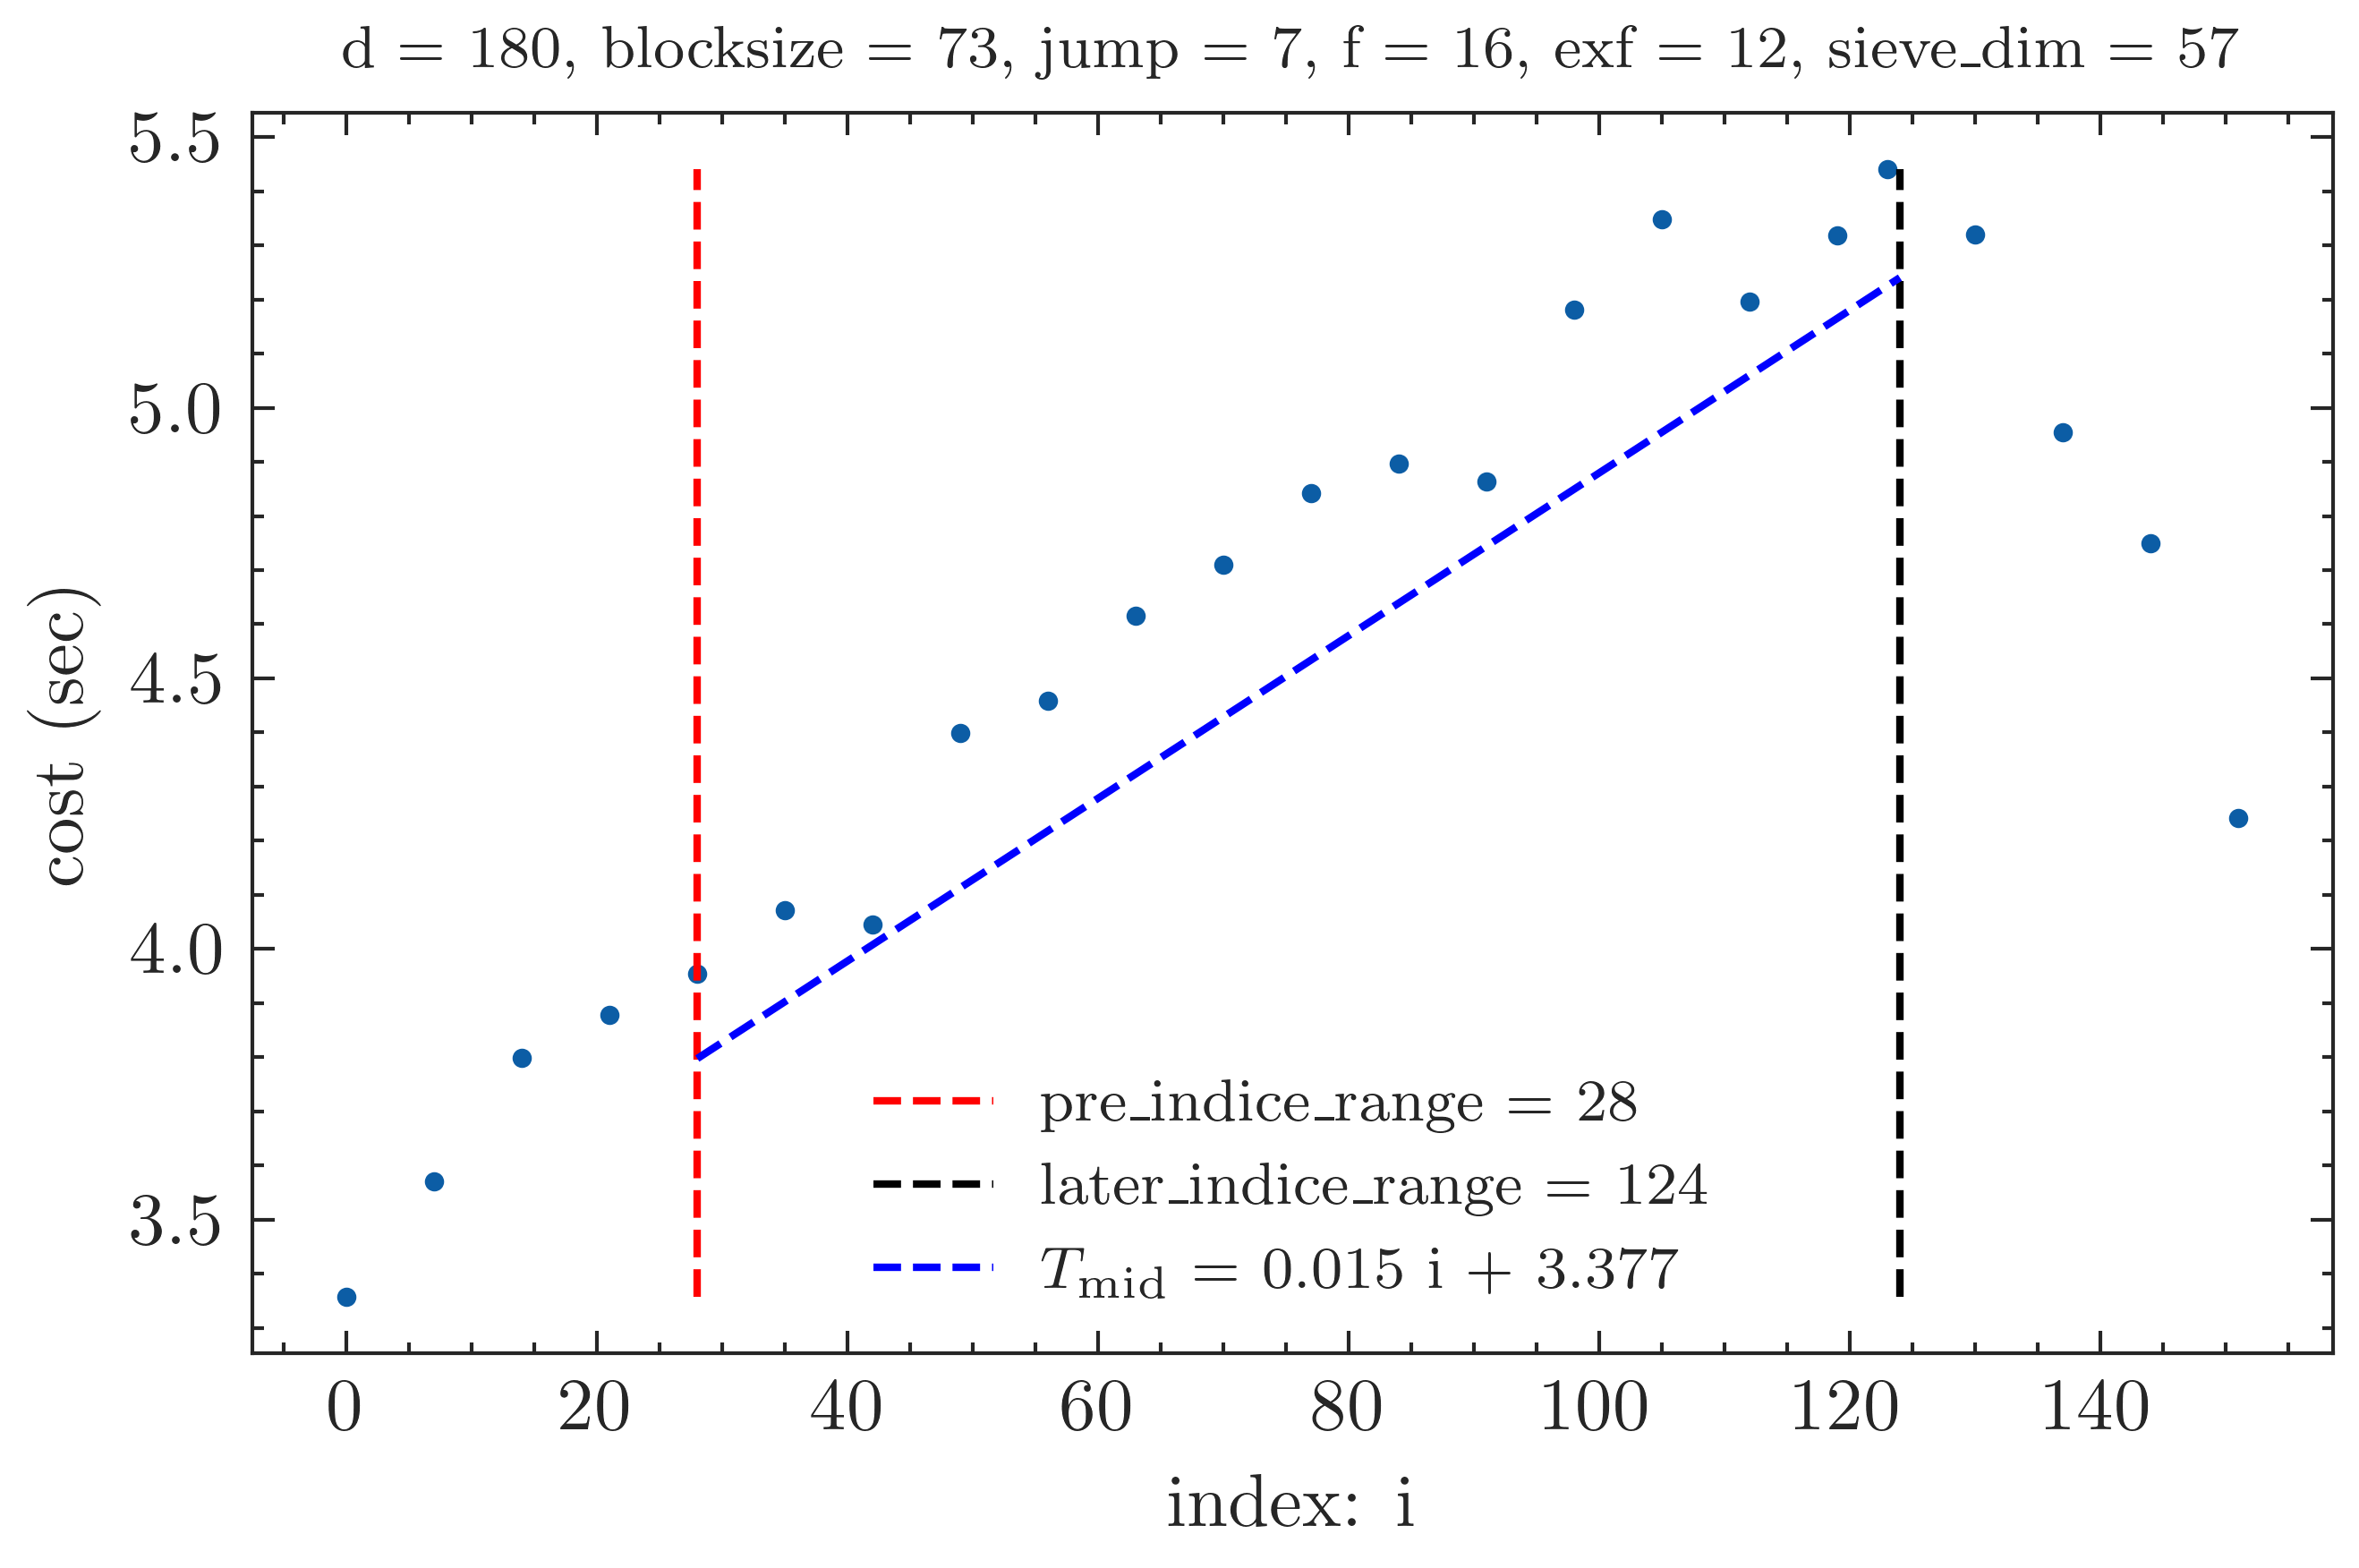 d = 180, blocksize = 73, jump = 7, f = 16, exf = 12, sieve_dim = 57
5.5
5.0
4.5
4.0
3.5
cost (sec)
pre_indice_range = 28
later_indice_range = 124
T_mid = 0.015 i + 3.377
0 20 40 60 80 100 120 140
index: i